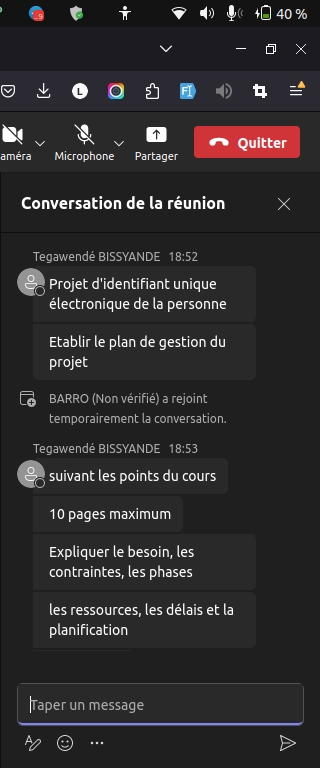 9
40 %
L
améra
Microphone
Partager
Quitter
Conversation de la réunion
Tegawendé BISSYANDE 18:52
Projet d'identifiant unique
électronique de la personne
Etablir le plan de gestion du
projet
BARRO (Non vérifié) a rejoint
temporairement la conversation.
Tegawendé BISSYANDE 18:53
suivant les points du cours
10 pages maximum
Expliquer le besoin, les
contraintes, les phases
les ressources, les délais et la
planification
Taper un message